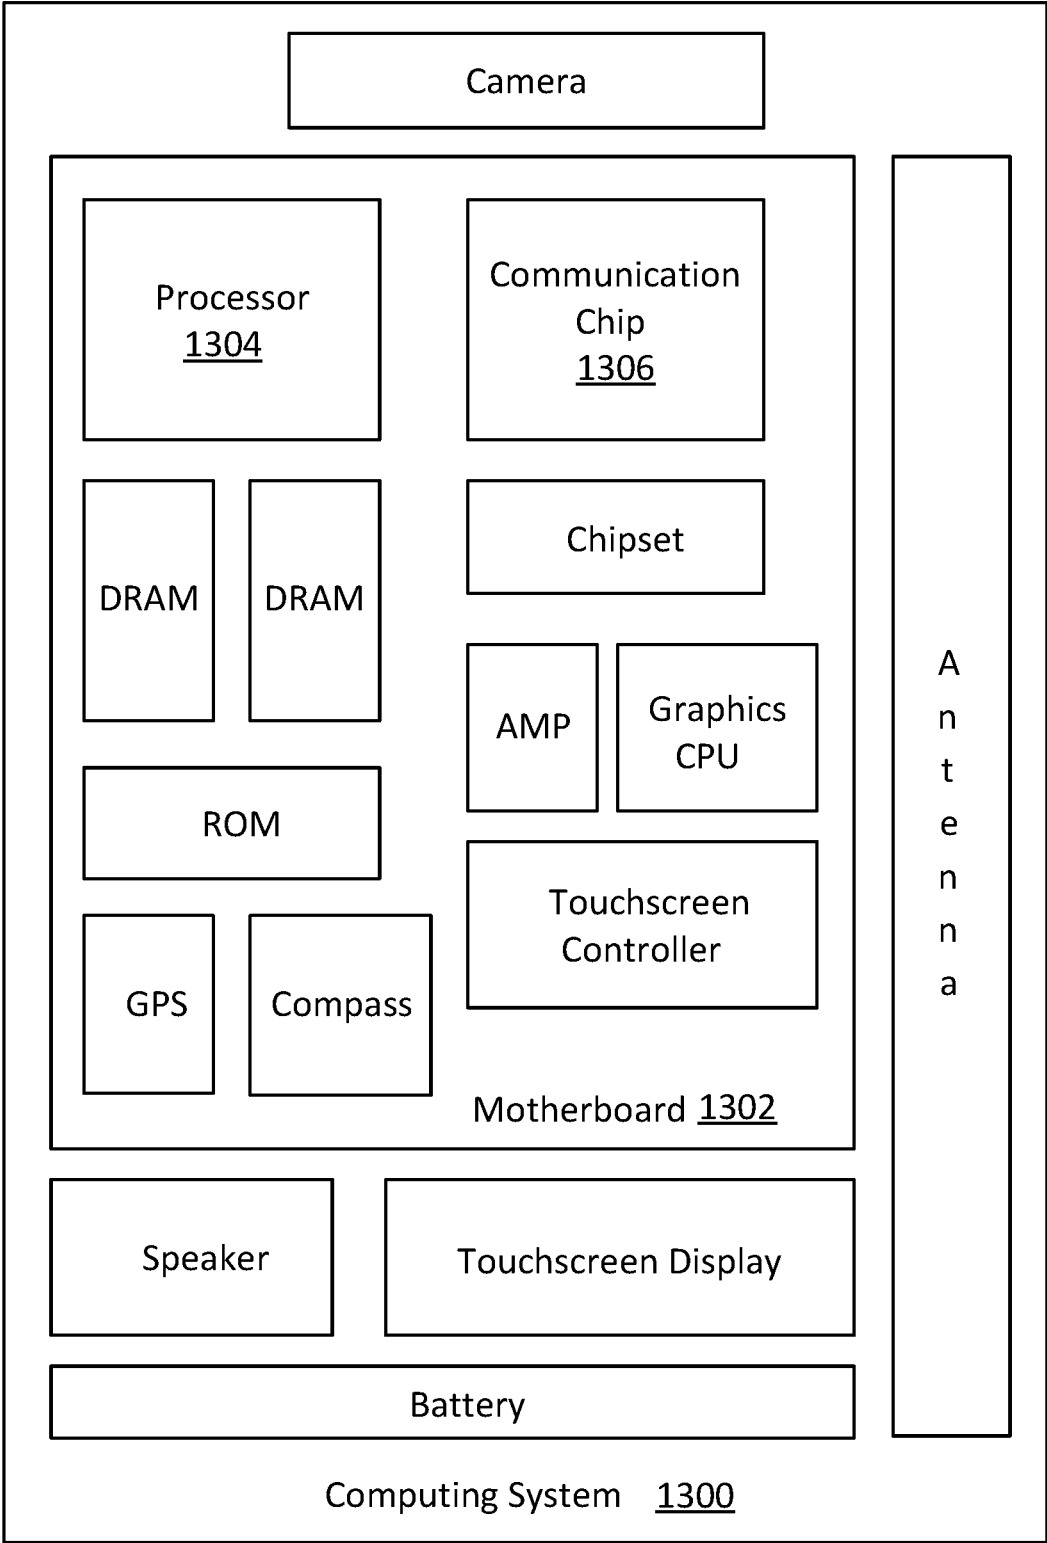 Camera
Processor
1304
Communication
Chip
1306
DRAM
DRAM
Chipset
AMP
Graphics
CPU
ROM
Touchscreen
Controller
GPS
Compass
Motherboard 1302
Antenna
Speaker
Touchscreen Display
Battery
Computing System 1300